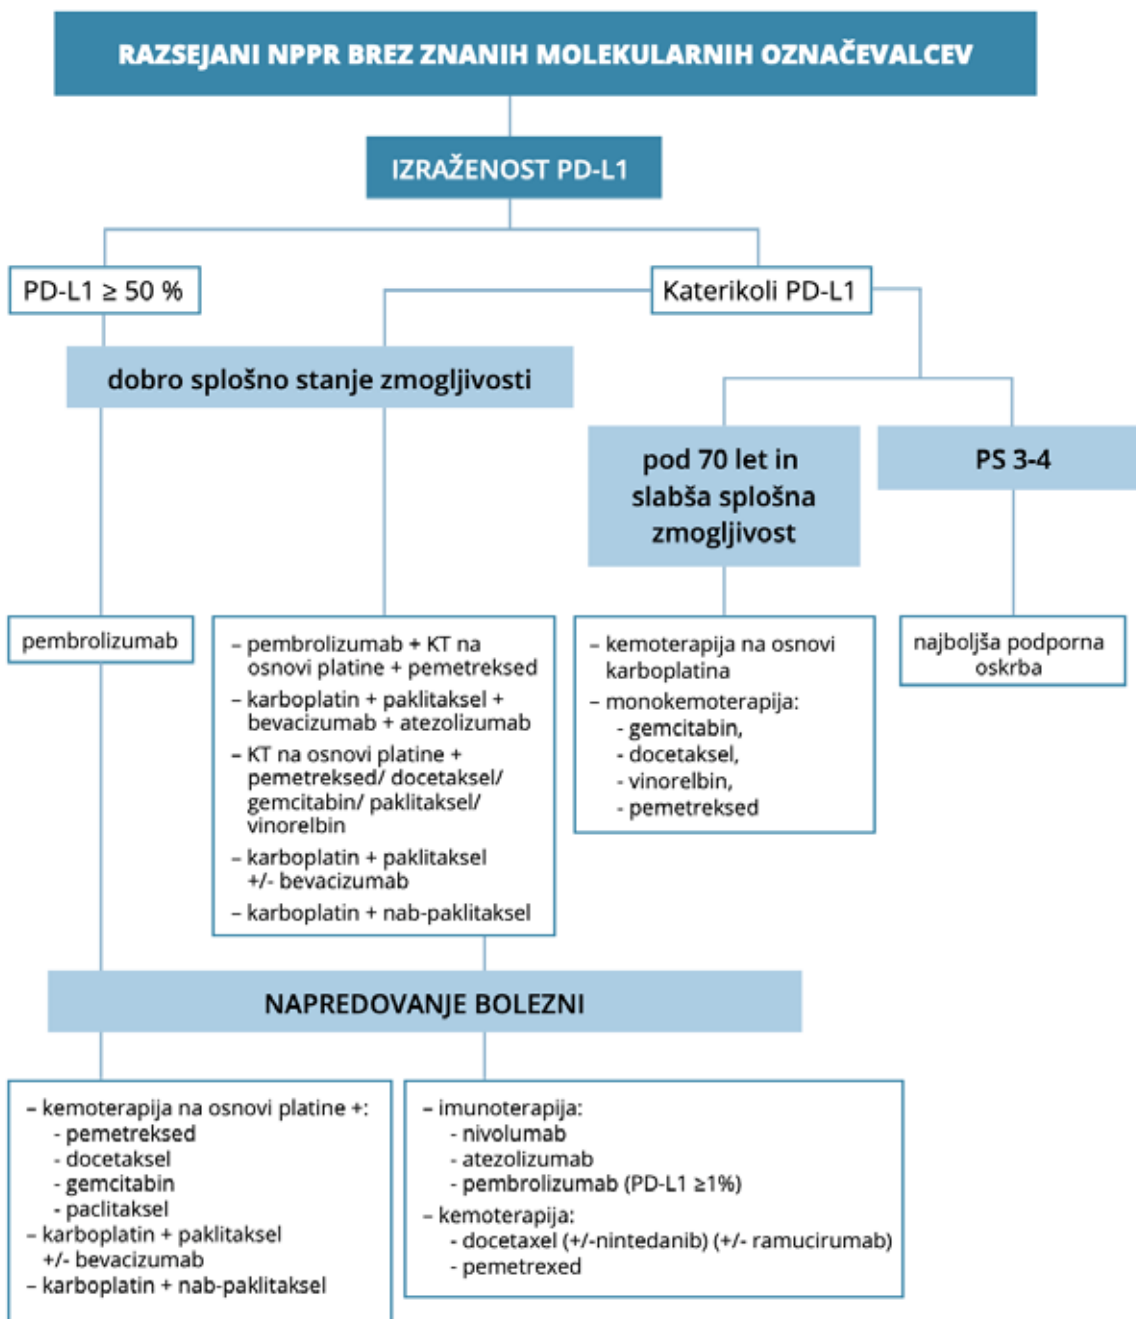 RAZSEJANI NPPR BREZ ZNANIH MOLEKULARNIH OZNAČEVALCEV
IZRAŽENOST PD-L1
PD-L1 ≥ 50 %
Katerikoli PD-L1
dobro splošno stanje zmogljivosti
pod 70 let in
slabša splošna
zmogljivost
PS 3-4
pembrolizumab
– pembrolizumab + KT na
osnovi platine + pemetreksed
– karboplatin + paklitaksel +
bevacizumab + atezolizumab
– KT na osnovi platine +
pemetreksed/ docetaksel/
gemcitabin/ paklitaksel/
vinorelbin
– karboplatin + paklitaksel
+/- bevacizumab
– karboplatin + nab-paklitaksel
– kemoterapija na osnovi
karboplatina
– monokemoterapija:
- gemcitabin,
- docetaksel,
- vinorelbin,
- pemetreksed
najboljša podporna
oskrba
NAPREDOVANJE BOLEZNI
– kemoterapija na osnovi platine +:
- pemetreksed
- docetaksel
- gemcitabin
- paclitaksel
– karboplatin + paklitaksel
+/- bevacizumab
– karboplatin + nab-paklitaksel
– imunoterapija:
- nivolumab
- atezolizumab
- pembrolizumab (PD-L1 ≥1%)
– kemoterapija:
- docetaxel (+/-nintedanib) (+/- ramucirumab)
- pemetrexed